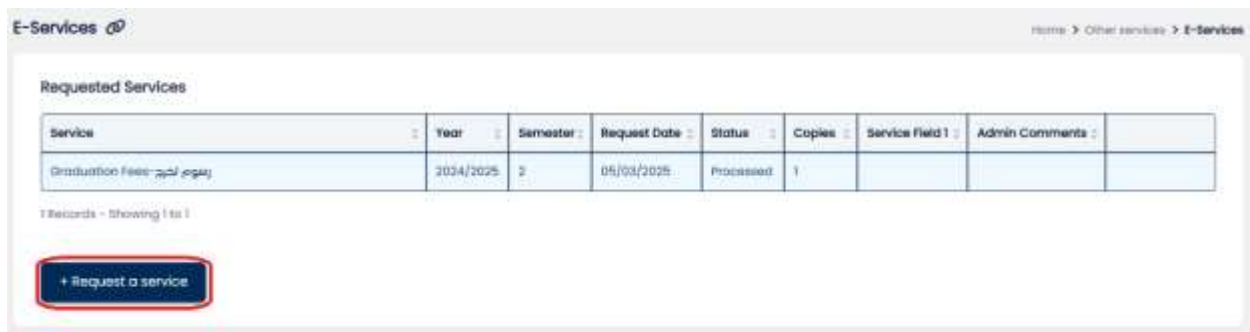 E-Services
Home > Other services > E-Services
Requested Services
Service Year Semester Request Date Status Copies Service Field 1 Admin Comments
Graduation Fees-رسوم تخرج 2024/2025 2 05/03/2025 Processed 1
1 Records - Showing 1 to 1
+ Request a service